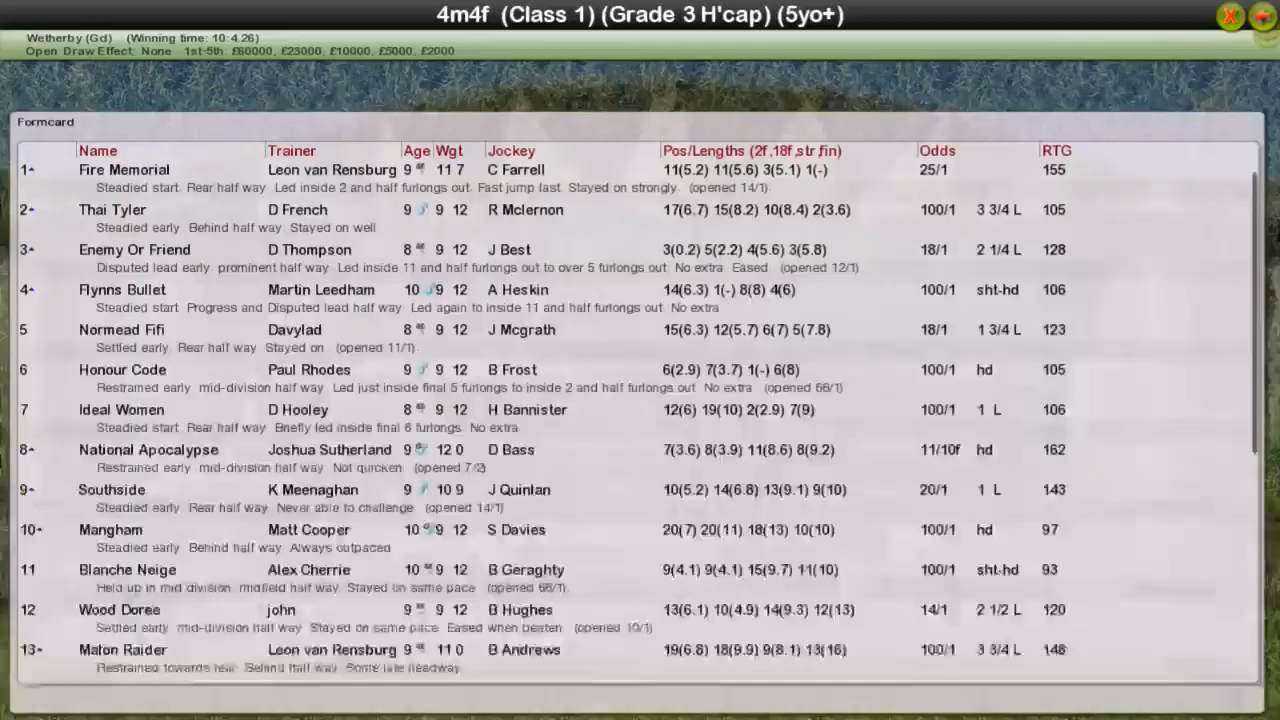 4m4f (Class 1) (Grade 3 H'cap) (5yo+)
Wetherby (Gd) (Winning time: 10:4.26)
Open Draw Effect: None 1st-5th: £60000, £23000, £10000, £5000, £2000
Formcard
Name Trainer Age Wgt Jockey Pos/Lengths (2f,18f,str,fin) Odds RTG
1 Fire Memorial Leon van Rensburg 9 11 7 C Farrell 11(5.2) 11(5.6) 3(5.1) 1(-) 25/1 155
Steadied start Rear half way Led inside 2 and half furlongs out Fast jump last Stayed on strongly (opened 14/1)
2 Thai Tyler D French 9 9 12 R Mclernon 17(6.7) 15(8.2) 10(8.4) 2(3.6) 100/1 3 3/4 L 105
Steadied early Behind half way Stayed on well
3 Enemy Or Friend D Thompson 8 9 12 J Best 3(0.2) 5(2.2) 4(5.6) 3(5.8) 18/1 2 1/4 L 128
Disputed lead early prominent half way Led inside 11 and half furlongs out to over 5 furlongs out No extra Eased (opened 12/1)
4 Flynns Bullet Martin Leedham 10 9 12 A Heskin 14(6.3) 1(-) 8(8) 4(6) 100/1 sht-hd 106
Steadied start Progress and Disputed lead half way Led again to inside 11 and half furlongs out No extra
5 Normead Fifi Davylad 8 9 12 J Mcgrath 15(6.3) 12(5.7) 6(7) 5(7.8) 18/1 1 3/4 L 123
Settled early Rear half way Stayed on (opened 11/1)
6 Honour Code Paul Rhodes 9 9 12 B Frost 6(2.9) 7(3.7) 1(-) 6(8) 100/1 hd 105
Restrained early mid-division half way Led just inside final 5 furlongs to inside 2 and half furlongs out No extra (opened 66/1)
7 Ideal Women D Hooley 8 9 12 H Bannister 12(6) 19(10) 2(2.9) 7(9) 100/1 1 L 106
Steadied start Rear half way Briefly led inside final 6 furlongs No extra
8 National Apocalypse Joshua Sutherland 9 12 0 D Bass 7(3.6) 8(3.9) 11(8.6) 8(9.2) 11/10f hd 162
Restrained early mid-division half way Not quicken (opened 7/2)
9 Southside K Meenaghan 9 10 9 J Quinlan 10(5.2) 14(6.8) 13(9.1) 9(10) 20/1 1 L 143
Steadied early Rear half way Never able to challenge (opened 14/1)
10 Mangham Matt Cooper 10 9 12 S Davies 20(7) 20(11) 18(13) 10(10) 100/1 hd 97
Steadied early Behind half way Always outpaced
11 Blanche Neige Alex Cherrie 10 9 12 B Geraghty 9(4.1) 9(4.1) 15(9.7) 11(10) 100/1 sht-hd 93
Held up in mid division midfield half way Stayed on same pace (opened 66/1)
12 Wood Doree john 9 9 12 B Hughes 13(6.1) 10(4.9) 14(9.3) 12(13) 14/1 2 1/2 L 120
Settled early mid-division half way Stayed on same pace Eased when beaten (opened 10/1)
13 Malon Raider Leon van Rensburg 9 11 0 B Andrews 19(6.8) 18(9.9) 9(8.1) 13(16) 100/1 3 3/4 L 148
Restrained towards rear Behind half way Some late headway